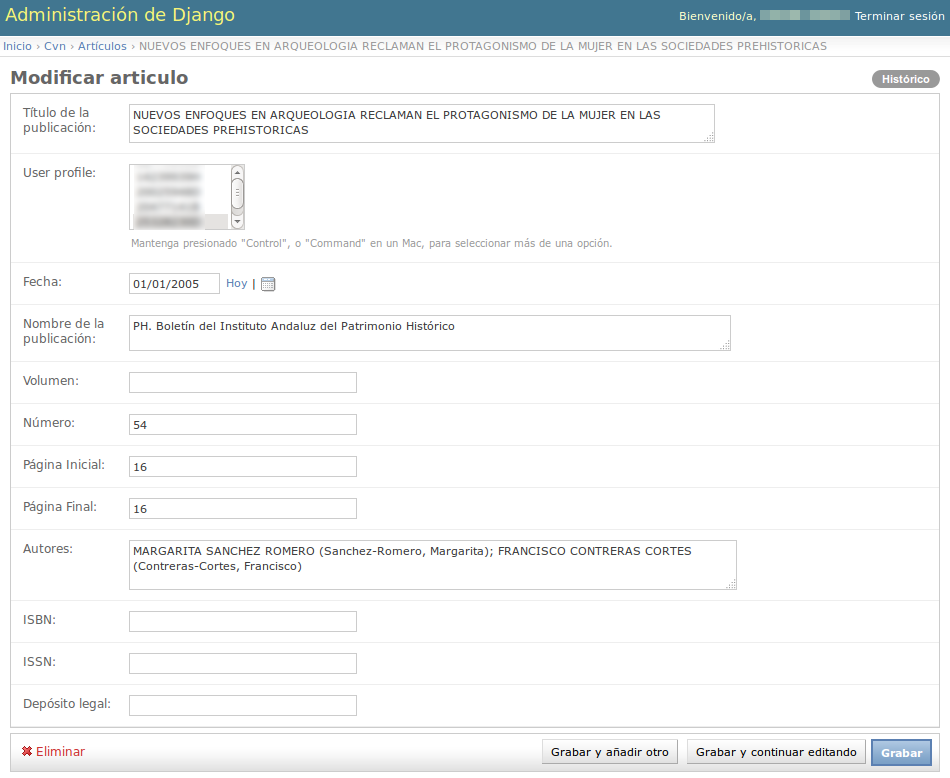 Administración de Django
Bienvenido/a, Terminar sesión
Inicio › Cvn › Artículos › NUEVOS ENFOQUES EN ARQUEOLOGIA RECLAMAN EL PROTAGONISMO DE LA MUJER EN LAS SOCIEDADES PREHISTORICAS
Modificar articulo
Histórico
Título de la
publicación:
NUEVOS ENFOQUES EN ARQUEOLOGIA RECLAMAN EL PROTAGONISMO DE LA MUJER EN LAS
SOCIEDADES PREHISTORICAS
User profile:
Mantenga presionado "Control", o "Command" en un Mac, para seleccionar más de una opción.
Fecha:
01/01/2005
Hoy |
Nombre de la
publicación:
PH. Boletín del Instituto Andaluz del Patrimonio Histórico
Volumen:
Número:
54
Página Inicial:
16
Página Final:
16
Autores:
MARGARITA SANCHEZ ROMERO (Sanchez-Romero, Margarita); FRANCISCO CONTRERAS CORTES
(Contreras-Cortes, Francisco)
ISBN:
ISSN:
Depósito legal:
Eliminar
Grabar y añadir otro
Grabar y continuar editando
Grabar